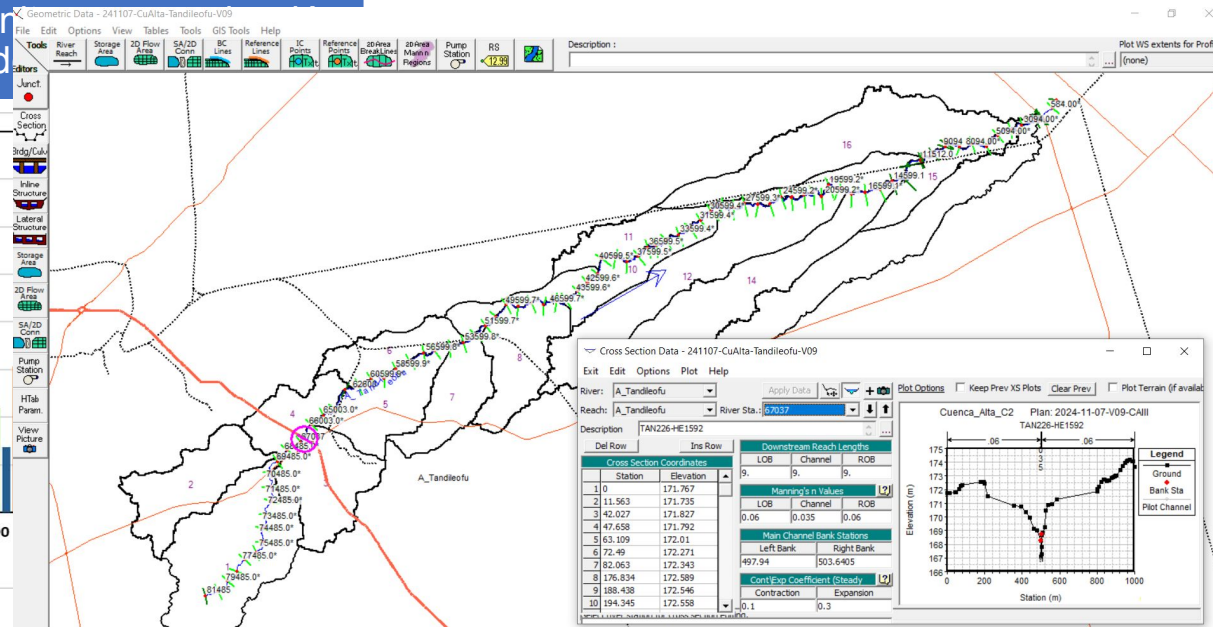 Geometric Data - 241107-CuAlta-Tandileofu-V09
File Edit Options View Tables Tools GIS Tools Help
Tools
River Reach
Storage Area
2D Flow Area
SA/2D Conn
BC Lines
Reference Lines
IC Points
Reference Points
2D Area BreakLines
2D Area Mann n Regions
Pump Station
RS
12.99
Description :
Plot WS extents for Profi
(none)
Editors
Junct.
Cross Section
Brdg/Culv
Inline Structure
Lateral Structure
Storage Area
2D Flow Area
SA/2D Conn
Pump Station
HTab Param.
View Picture
584.00*
3094.00*
5094.00*
9094 8094.00*
11512.0
16
15
14599.1
16599.1*
19599.2*
20599.2*
24599.2*
27599.3*
30599.4*
31599.4*
33599.4*
36599.5*
37599.5*
40599.5*
42599.6*
43599.6*
46599.7*
49599.7*
51599.7*
53599.8*
56599.8*
58599.9*
60599.9*
62608
65003.0*
66003.0*
67037
68485.0*
69485.0*
70485.0*
71485.0*
72485.0*
73485.0*
74485.0*
75485.0*
77485.0*
79485.0*
81485
11
10
12
14
8
7
6
5
4
3
2
1
A_Tandileofu
Cross Section Data - 241107-CuAlta-Tandileofu-V09
Exit Edit Options Plot Help
River: A_Tandileofu
Apply Data
Plot Options
Keep Prev XS Plots
Clear Prev
Plot Terrain (if availab
Reach: A_Tandileofu
River Sta.: 67037
Description TAN226-HE1592
Del Row
Ins Row
Cross Section Coordinates
Station Elevation
1 0 171.767
2 11.563 171.735
3 42.027 171.827
4 47.658 171.792
5 63.109 172.01
6 72.49 172.271
7 82.063 172.343
8 176.834 172.589
9 188.438 172.546
10 194.345 172.558
Downstream Reach Lengths
LOB Channel ROB
9. 9. 9.
Manning's n Values
LOB Channel ROB
0.06 0.035 0.06
Main Channel Bank Stations
Left Bank Right Bank
497.94 503.6405
Cont\Exp Coefficient (Steady
Contraction Expansion
0.1 0.3
Cuenca_Alta_C2 Plan: 2024-11-07-V09-CAIII
TAN226-HE1592
.06
.06
Legend
Ground
Bank Sta
Pilot Channel
Elevation (m)
175
174
173
172
171
170
169
168
167
166
0 200 400 600 800 1000
Station (m)